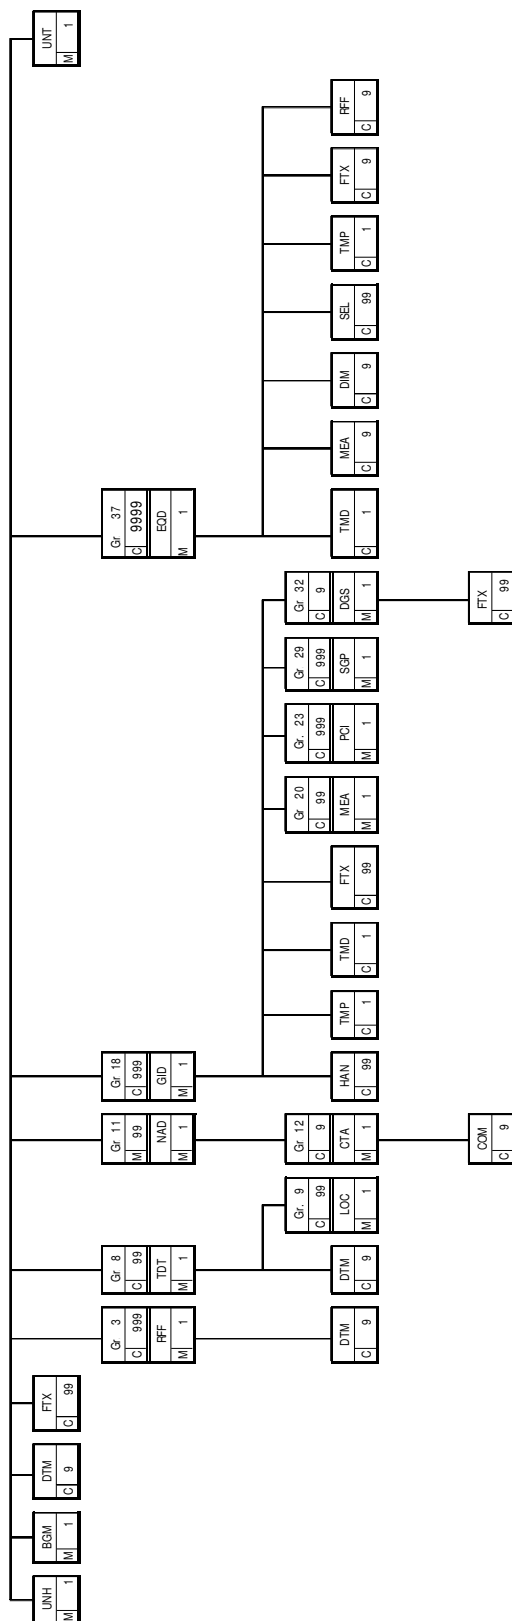 UNH
M 1
BGM
M 1
DTM
C 9
FTX
C 99
Gr 3
C 999
RFF
M 1
DTM
C 9
Gr 8
C 99
TDT
M 1
DTM
C 9
Gr. 9
C 99
LOC
M 1
Gr 11
M 99
NAD
M 1
Gr 12
C 9
CTA
M 1
COM
C 9
Gr 18
C 999
GID
M 1
HAN
C 99
TMP
C 1
TMD
C 1
FTX
C 99
Gr 20
C 99
MEA
M 1
Gr. 23
C 999
PCI
M 1
Gr 29
C 999
SGP
M 1
Gr 32
C 9
DGS
M 1
FTX
C 99
Gr 37
C 9999
EQD
M 1
TMD
C 1
MEA
C 9
DIM
C 9
SEL
C 99
TMP
C 1
FTX
C 9
RFF
C 9
UNT
M 1